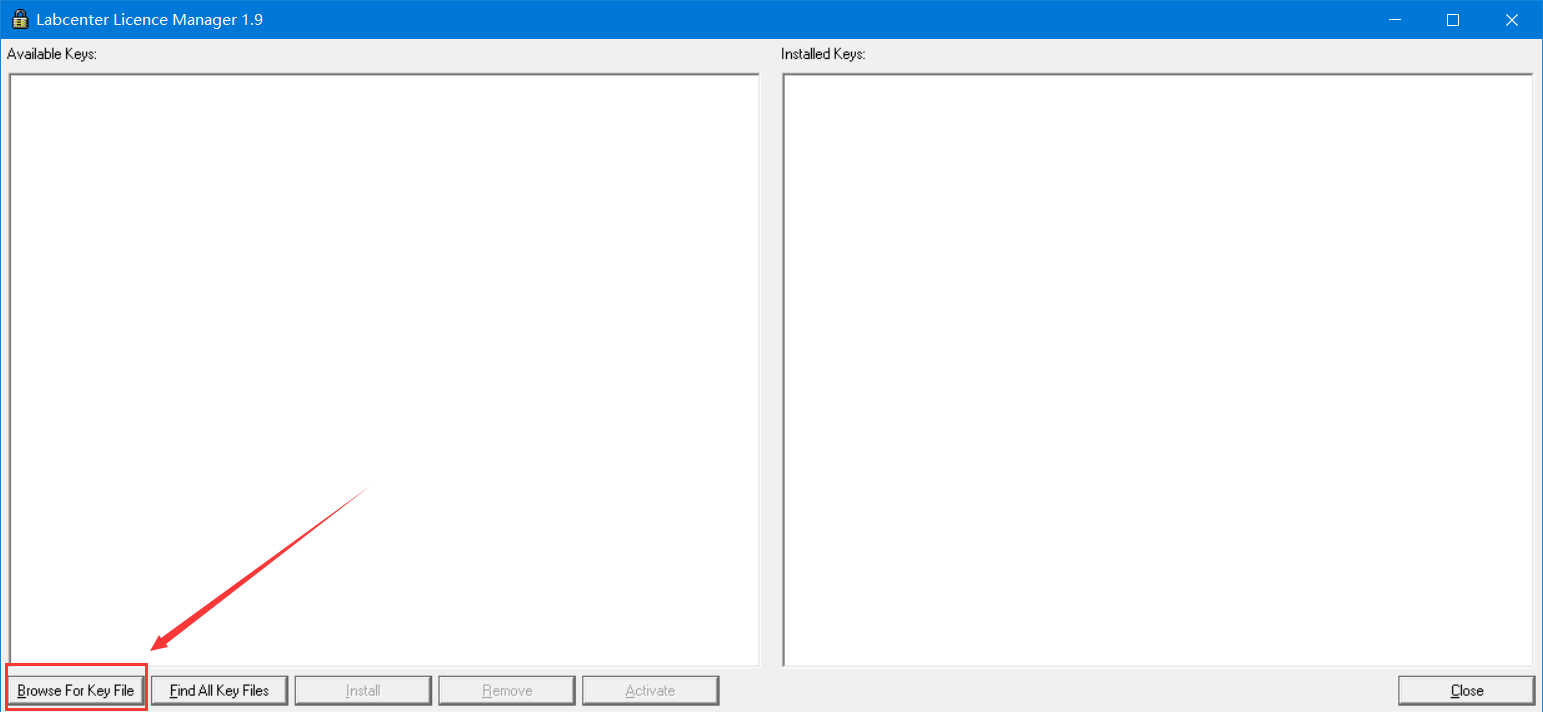 Labcenter Licence Manager 1.9
Available Keys:
Installed Keys:
Browse For Key File
Find All Key Files
Install
Remove
Activate
Close